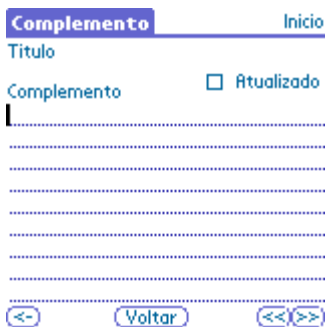 Complemento Inicio
Titulo
Complemento Atualizado
<- Voltar << >>